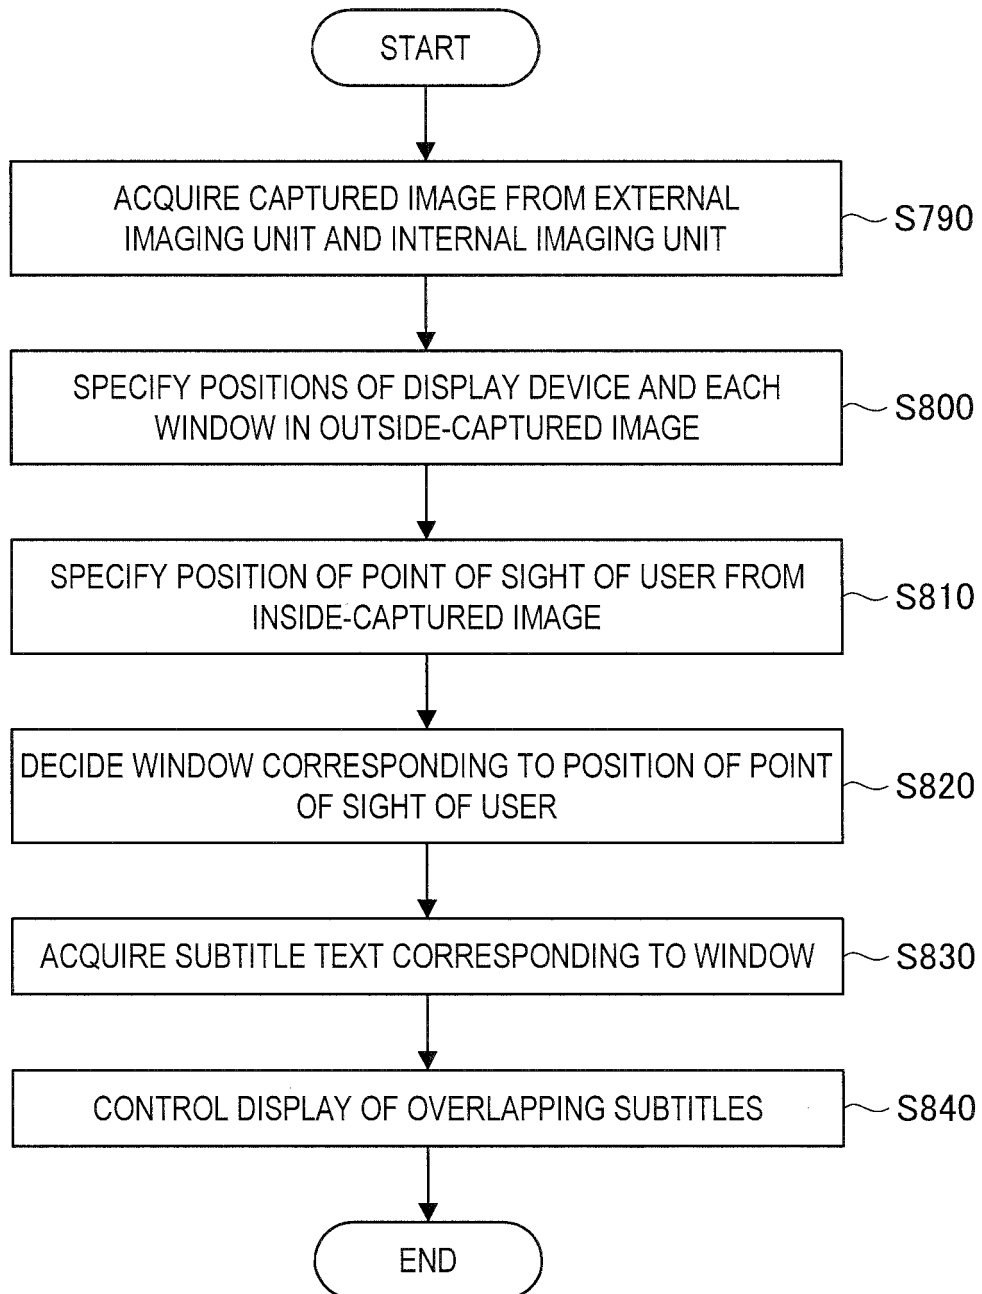 START
ACQUIRE CAPTURED IMAGE FROM EXTERNAL
IMAGING UNIT AND INTERNAL IMAGING UNIT
S790
SPECIFY POSITIONS OF DISPLAY DEVICE AND EACH
WINDOW IN OUTSIDE-CAPTURED IMAGE
S800
SPECIFY POSITION OF POINT OF SIGHT OF USER FROM
INSIDE-CAPTURED IMAGE
S810
DECIDE WINDOW CORRESPONDING TO POSITION OF POINT
OF SIGHT OF USER
S820
ACQUIRE SUBTITLE TEXT CORRESPONDING TO WINDOW
S830
CONTROL DISPLAY OF OVERLAPPING SUBTITLES
S840
END